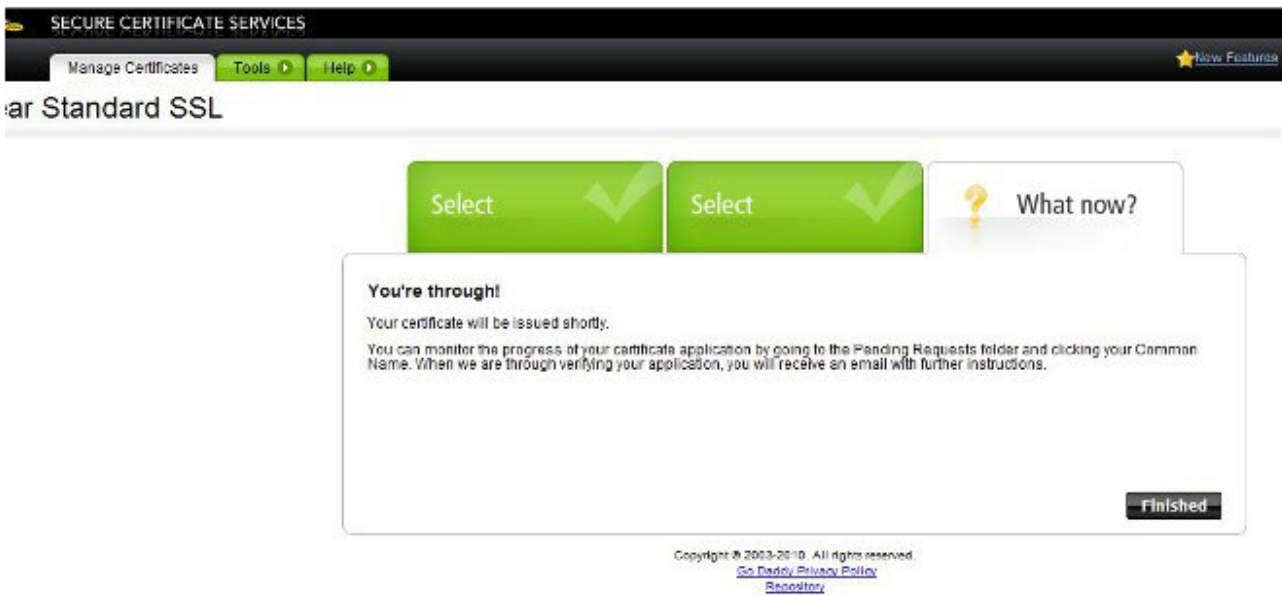 SECURE CERTIFICATE SERVICES
Manage Certificates Tools Help New Features
ear Standard SSL
Select Select ? What now?
You're through!
Your certificate will be issued shortly.
You can monitor the progress of your certificate application by going to the Pending Requests folder and clicking your Common
Name. When we are through verifying your application, you will receive an email with further instructions.
Finished
Copyright © 2003-2010. All rights reserved.
Go Daddy Privacy Policy
Repository